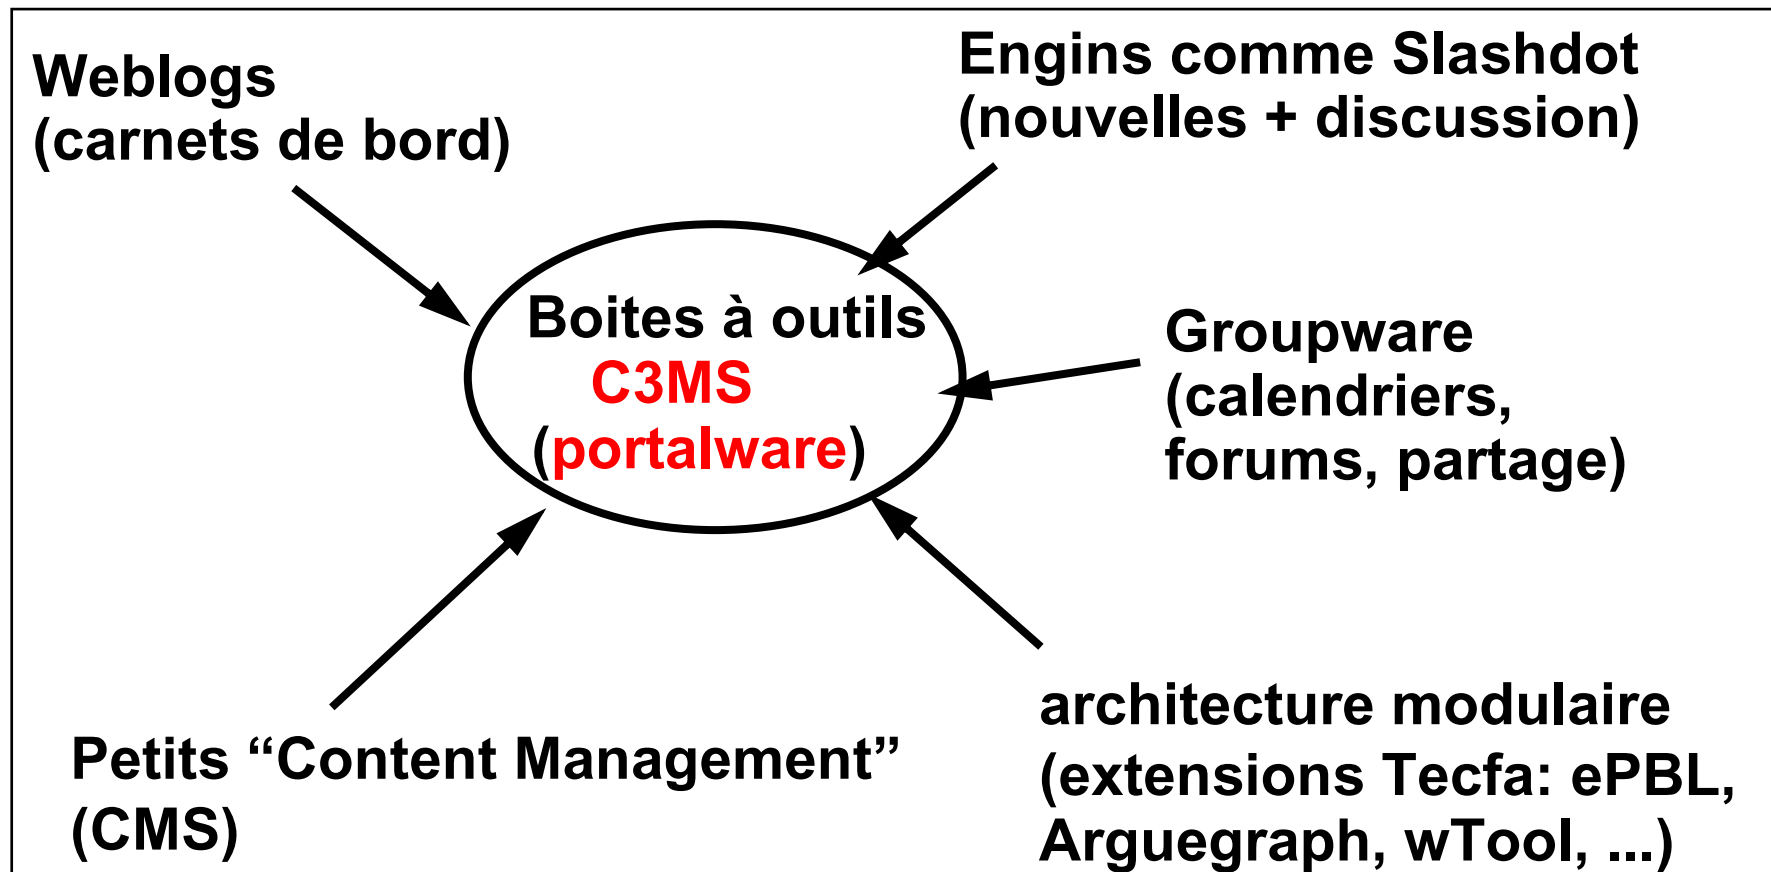 Weblogs
(carnets de bord)
Engins comme Slashdot
(nouvelles + discussion)
Boites à outils
C3MS
(portalware)
Groupware
(calendriers,
forums, partage)
Petits “Content Management”
(CMS)
architecture modulaire
(extensions Tecfa: ePBL,
Arguegraph, wTool, ...)